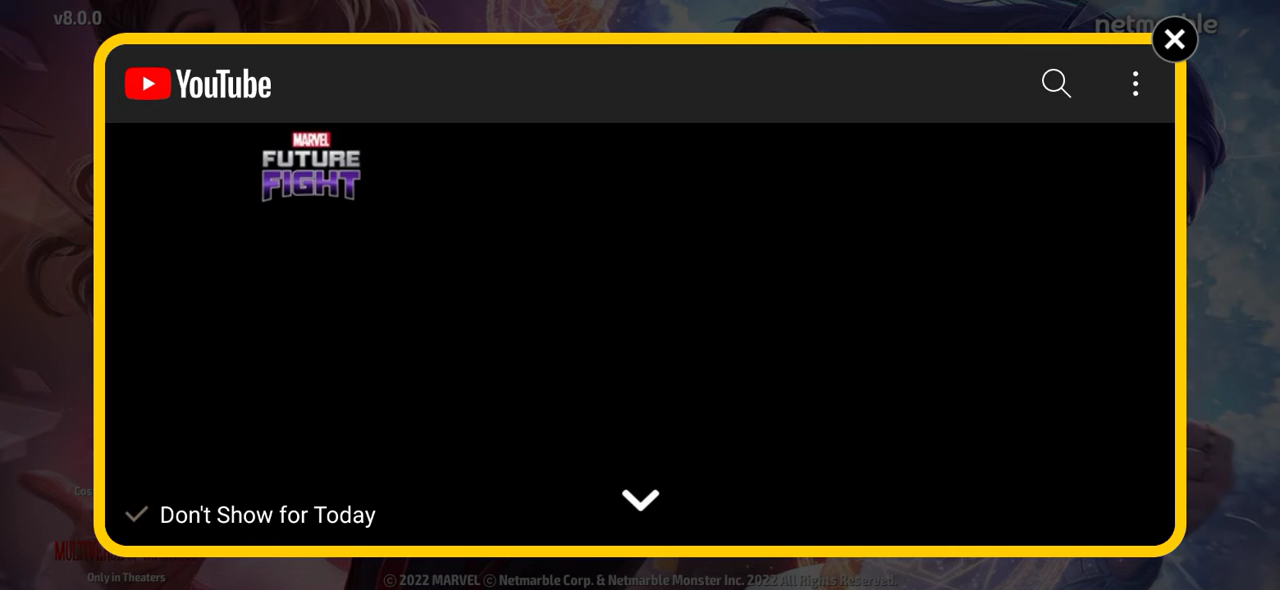 v8.0.0
netmarble
YouTube
MARVEL
FUTURE
FIGHT
Don't Show for Today
Only in Theaters
© 2022 MARVEL © Netmarble Corp. & Netmarble Monster Inc. 2022 All Rights Reserved.